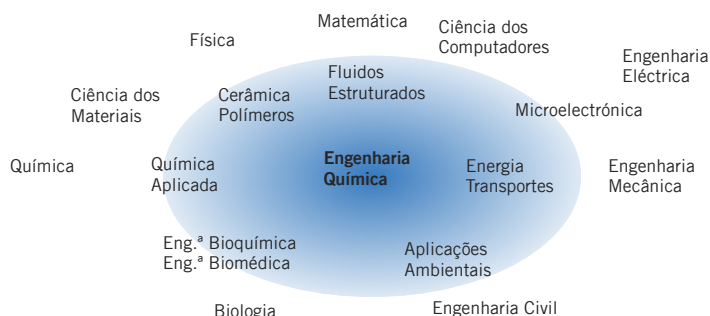 Matemática
Física
Ciência dos
Computadores
Engenharia
Eléctrica
Fluidos
Estruturados
Ciência dos
Materiais
Cerâmica
Polímeros
Microelectrónica
Química
Química
Aplicada
Engenharia
Química
Energia
Transportes
Engenharia
Mecânica
Eng.ª Bioquímica
Eng.ª Biomédica
Aplicações
Ambientais
Biologia
Engenharia Civil